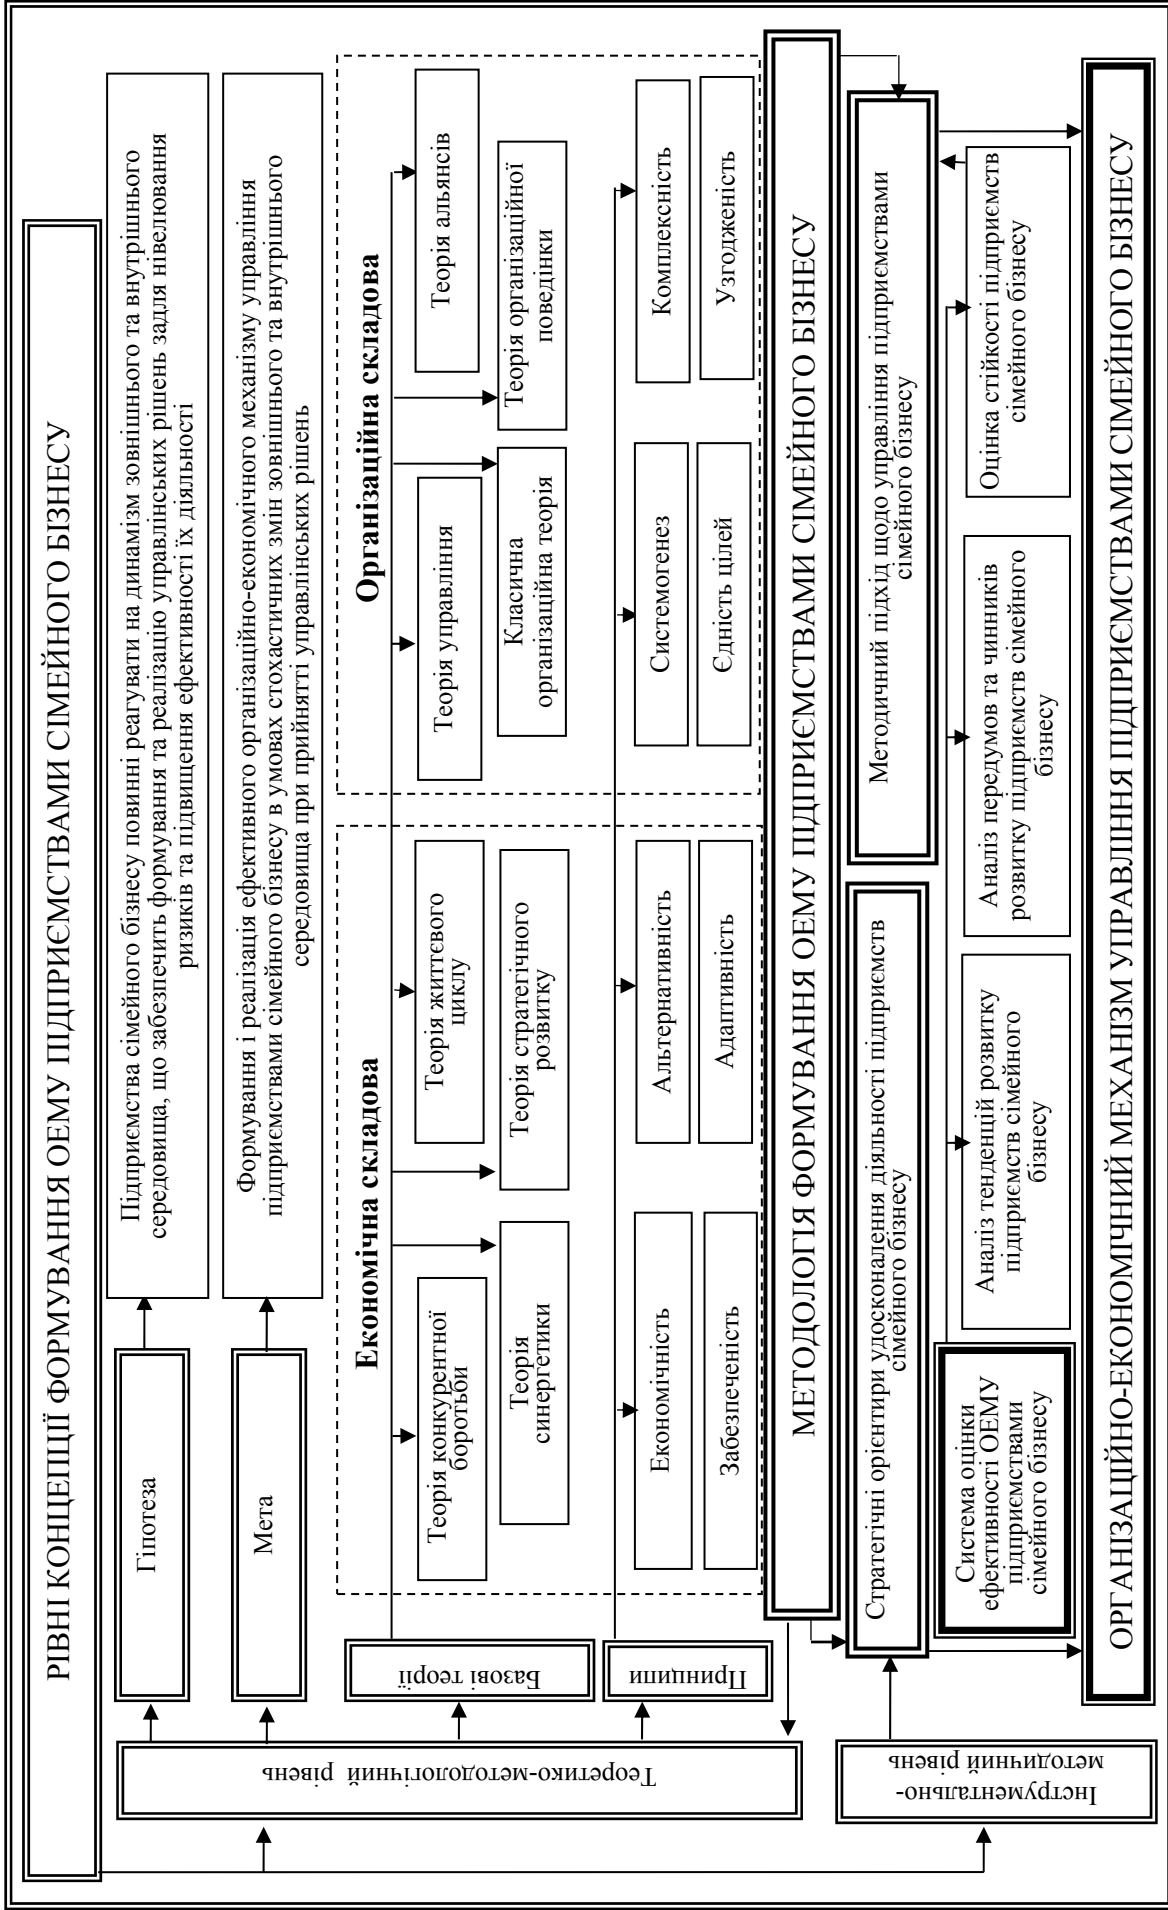 РІВНІ КОНЦЕПЦІЇ ФОРМУВАННЯ ОЕМУ ПІДПРИЄМСТВАМИ СІМЕЙНОГО БІЗНЕСУ
Теоретико-методологічний рівень
Гіпотеза
Підприємства сімейного бізнесу повинні реагувати на динамізм зовнішнього та внутрішнього
середовища, що забезпечить формування та реалізацію управлінських рішень задля нівелювання
ризиків та підвищення ефективності їх діяльності
Мета
Формування і реалізація ефективного організаційно-економічного механізму управління
підприємствами сімейного бізнесу в умовах стохастичних змін зовнішнього та внутрішнього
середовища при прийнятті управлінських рішень
Базові теорії
Економічна складова
Теорія конкурентної
боротьби
Теорія
синергетики
Теорія життєвого
циклу
Теорія стратегічного
розвитку
Організаційна складова
Теорія управління
Класична
організаційна теорія
Теорія альянсів
Теорія організаційної
поведінки
Принципи
Економічність
Забезпеченість
Альтернативність
Адаптивність
Системогенез
Єдність цілей
Комплексність
Узгодженість
МЕТОДОЛОГІЯ ФОРМУВАННЯ ОЕМУ ПІДПРИЄМСТВАМИ СІМЕЙНОГО БІЗНЕСУ
Інструментально-
методичний рівень
Стратегічні орієнтири удосконалення діяльності підприємств
сімейного бізнесу
Методичний підхід щодо управління підприємствами
сімейного бізнесу
Система оцінки
ефективності ОЕМУ
підприємствами
сімейного бізнесу
Аналіз тенденцій розвитку
підприємств сімейного
бізнесу
Аналіз передумов та чинників
розвитку підприємств сімейного
бізнесу
Оцінка стійкості підприємств
сімейного бізнесу
ОРГАНІЗАЦІЙНО-ЕКОНОМІЧНИЙ МЕХАНІЗМ УПРАВЛІННЯ ПІДПРИЄМСТВАМИ СІМЕЙНОГО БІЗНЕСУ